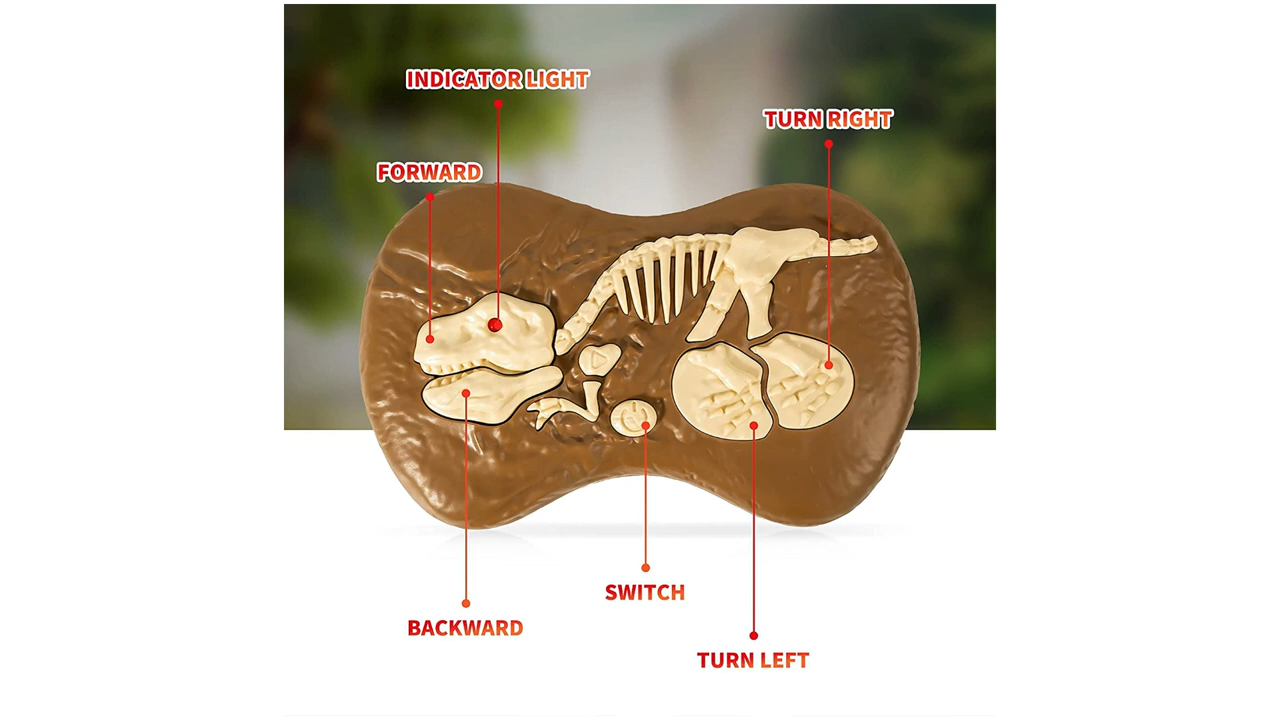 INDICATOR LIGHT
TURN RIGHT
FORWARD
SWITCH
BACKWARD
TURN LEFT